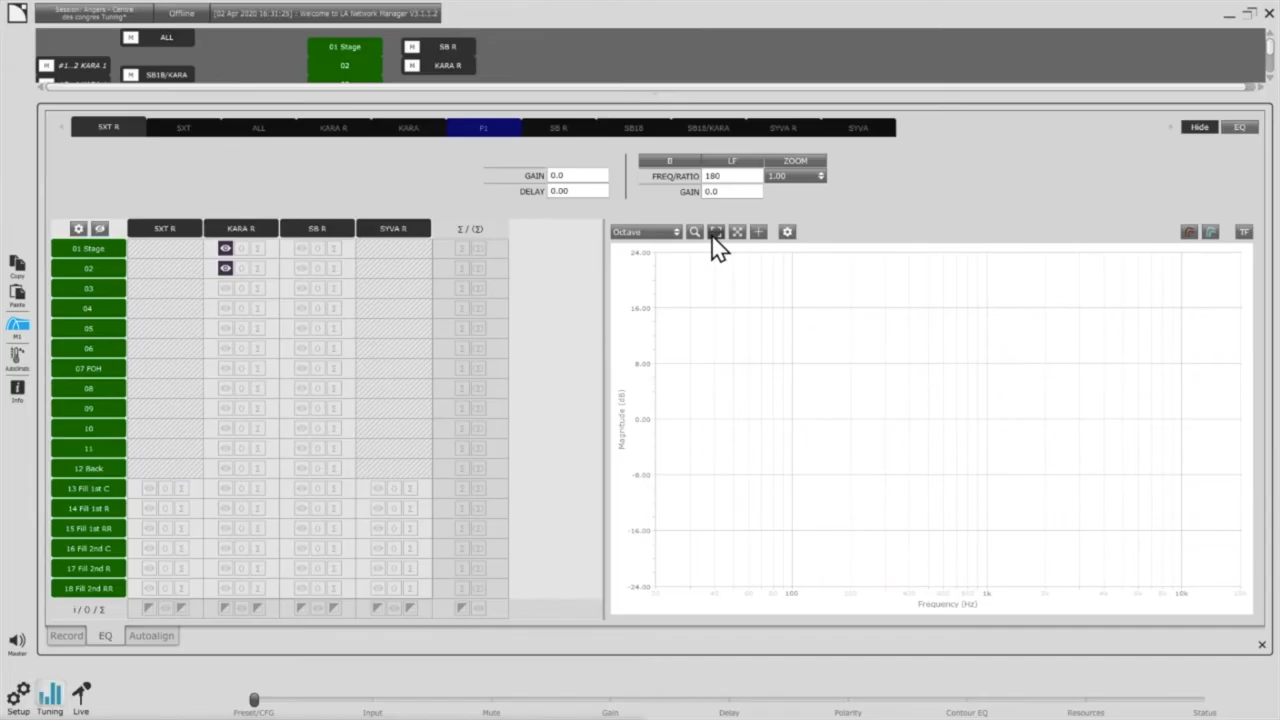 Session: Angers - Centre des congres Tuning*
Offline
[02 Apr 2020 16:31:25] : Welcome to LA Network Manager V3.1.1.2
M ALL
01 Stage
M SB R
M #1...2 KARA 1
02
M KARA R
M SB18/KARA
SXT R SXT ALL KARA R KARA P1 SB R SB18 SB18/KARA SYVA R SYVA
Hide EQ
GAIN 0.0
DELAY 0.00
B LF ZOOM
FREQ/RATIO 180 1.00
GAIN 0.0
SXT R KARA R SB R SYVA R Σ / (Σ)
Octave
TF
01 Stage
02
03
04
05
06
07 FOH
08
09
10
11
12 Back
13 Fill 1st C
14 Fill 1st R
15 Fill 1st RR
16 Fill 2nd C
17 Fill 2nd R
18 Fill 2nd RR
i / O / Σ
24.00
16.00
8.00
0.00
-8.00
-16.00
-24.00
Magnitude (dB)
100 1k 10k
Frequency (Hz)
Copy
Paste
M1
Info
Master
Record EQ Autoalign
Setup Tuning Live
Preset/CFG Input Mute Gain Delay Polarity Contour EQ Resources Status